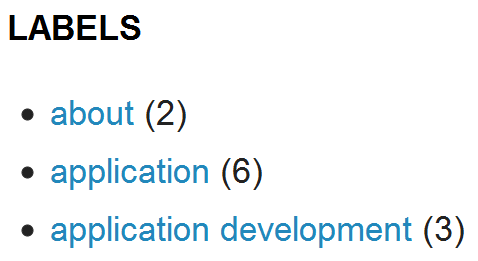 LABELS
about (2)
application (6)
application development (3)